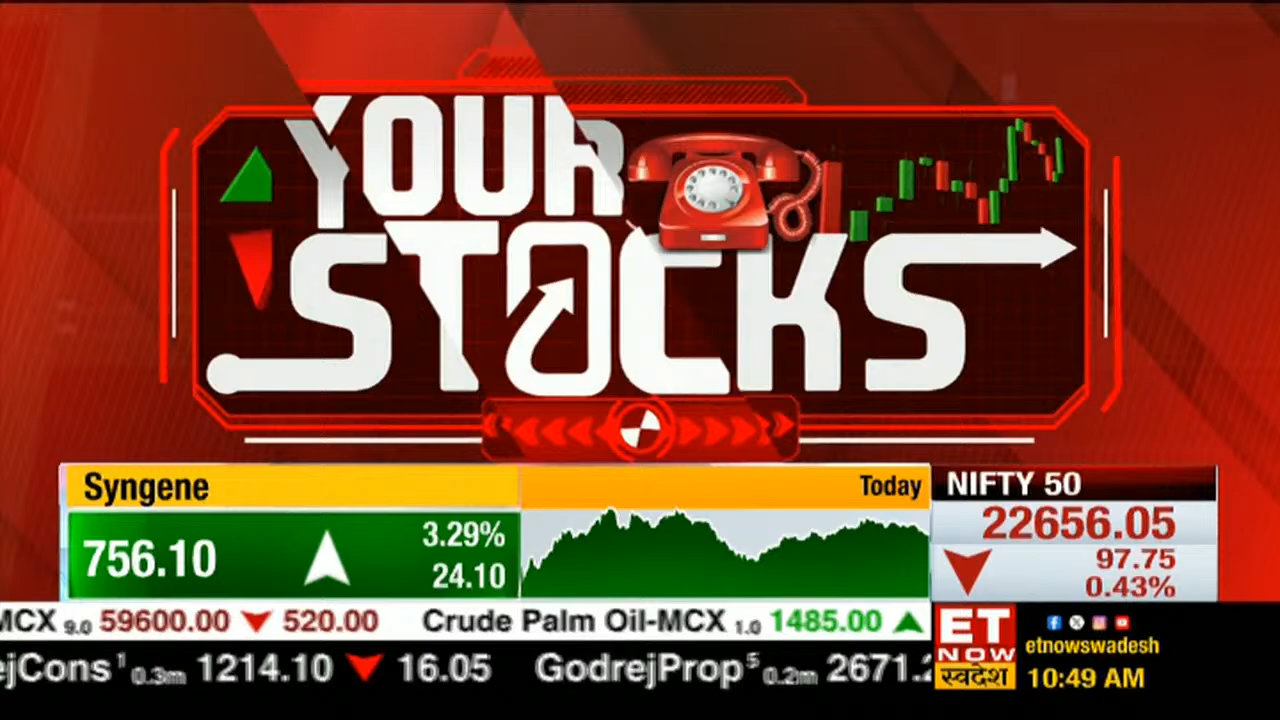 YOUR
STOCKS
Syngene
Today
NIFTY 50
756.10
3.29%
24.10
22656.05
97.75
0.43%
MCX 9.0 59600.00 520.00 Crude Palm Oil-MCX 1.0 1485.00
ejCons 1 0.3m 1214.10 16.05 GodrejProp 5 0.2m 2671.2
ET
NOW
स्वदेश
etnowswadesh
10:49 AM